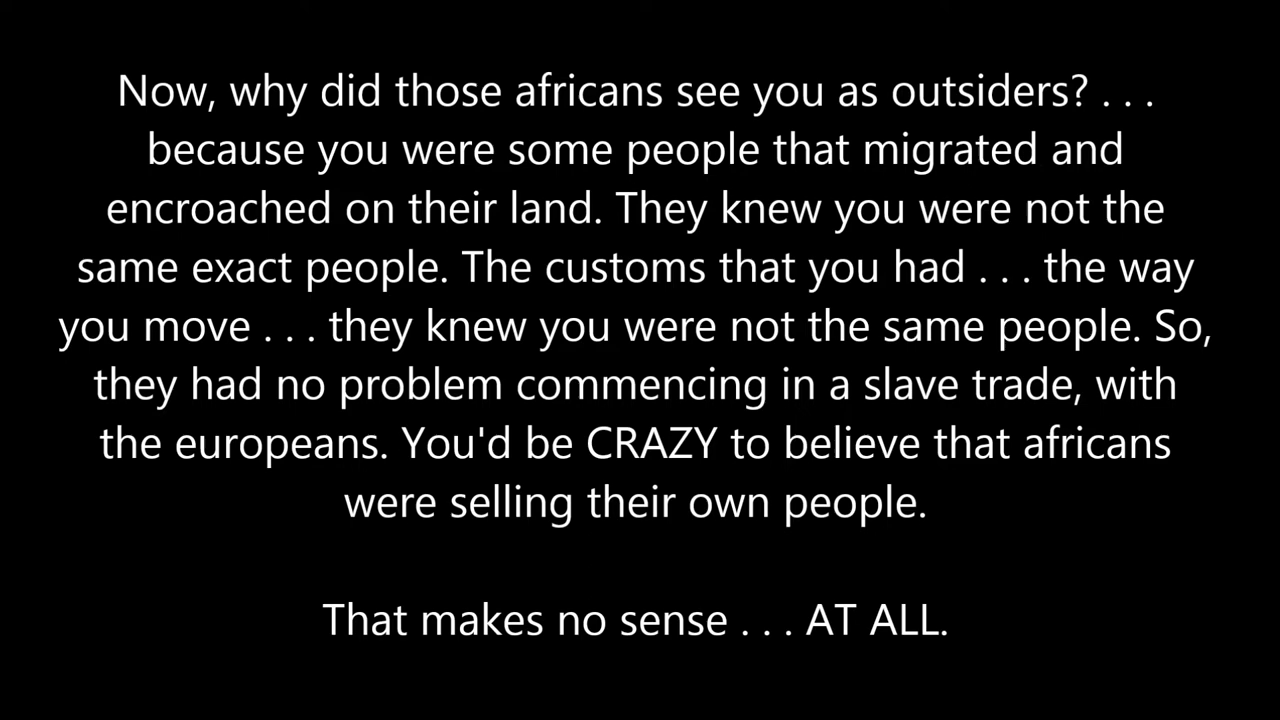 Now, why did those africans see you as outsiders? . . .
because you were some people that migrated and
encroached on their land. They knew you were not the
same exact people. The customs that you had . . . the way
you move . . . they knew you were not the same people. So,
they had no problem commencing in a slave trade, with
the europeans. You'd be CRAZY to believe that africans
were selling their own people.
That makes no sense . . . AT ALL.